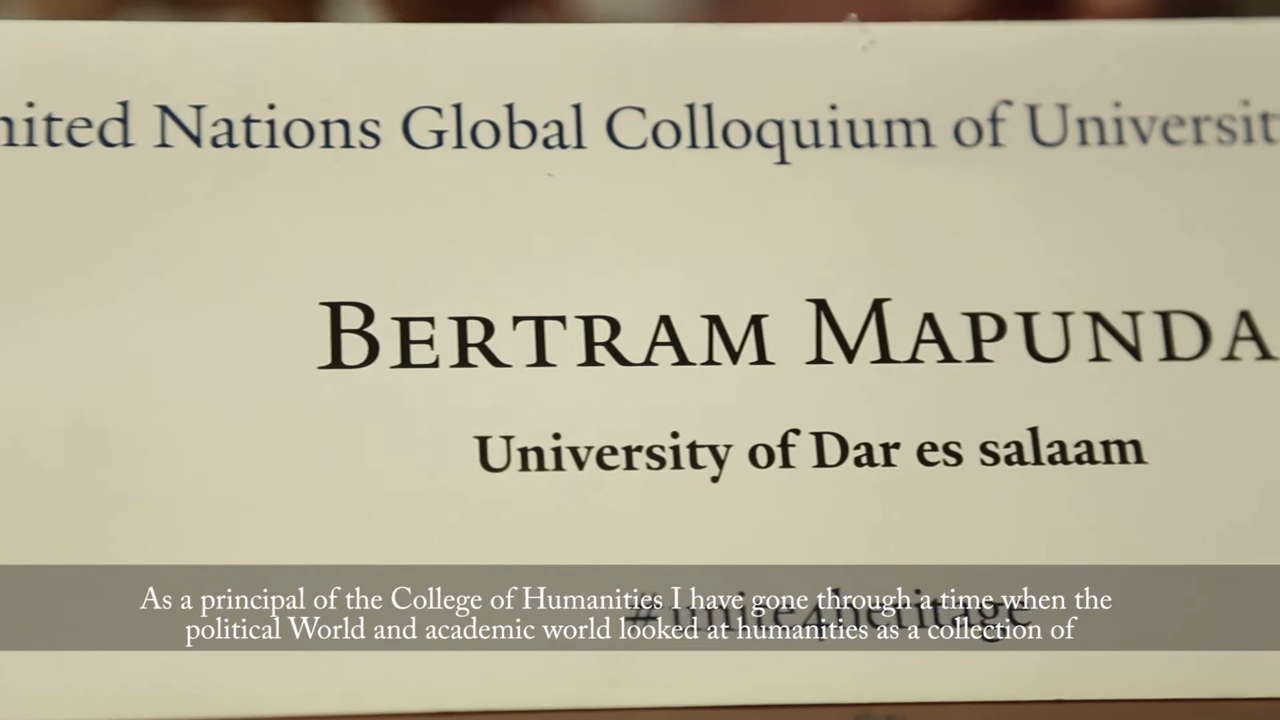 nited Nations Global Colloquium of Universit
BERTRAM MAPUNDA
University of Dar es salaam
#unite4heritage
As a principal of the College of Humanities I have gone through a time when the
political World and academic world looked at humanities as a collection of